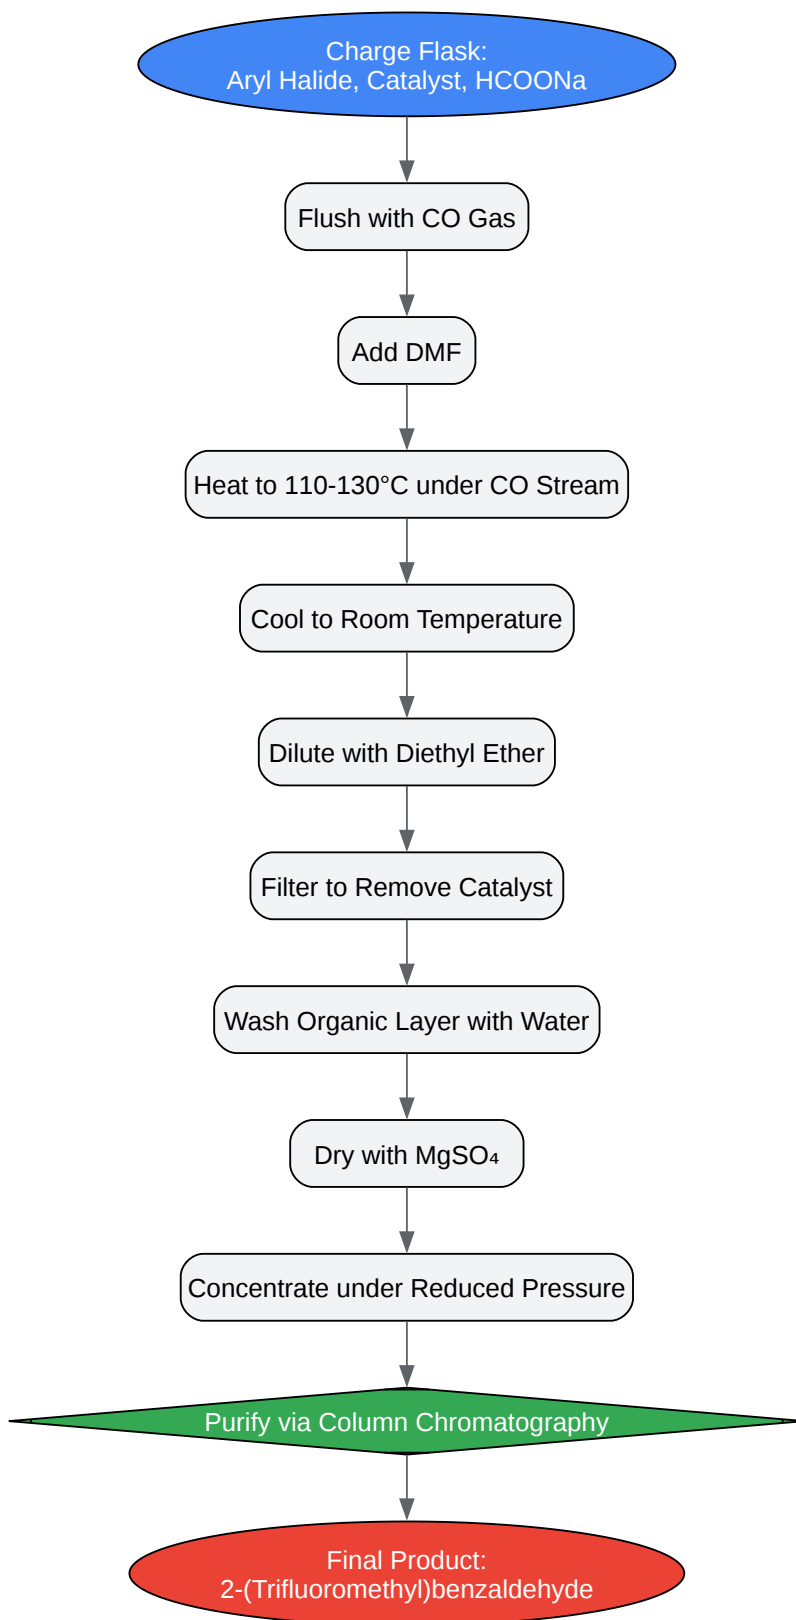 Charge Flask:
Aryl Halide, Catalyst, HCOONa
Flush with CO Gas
Add DMF
Heat to 110-130°C under CO Stream
Cool to Room Temperature
Dilute with Diethyl Ether
Filter to Remove Catalyst
Wash Organic Layer with Water
Dry with MgSO₄
Concentrate under Reduced Pressure
Purify via Column Chromatography
Final Product:
2-(Trifluoromethyl)benzaldehyde